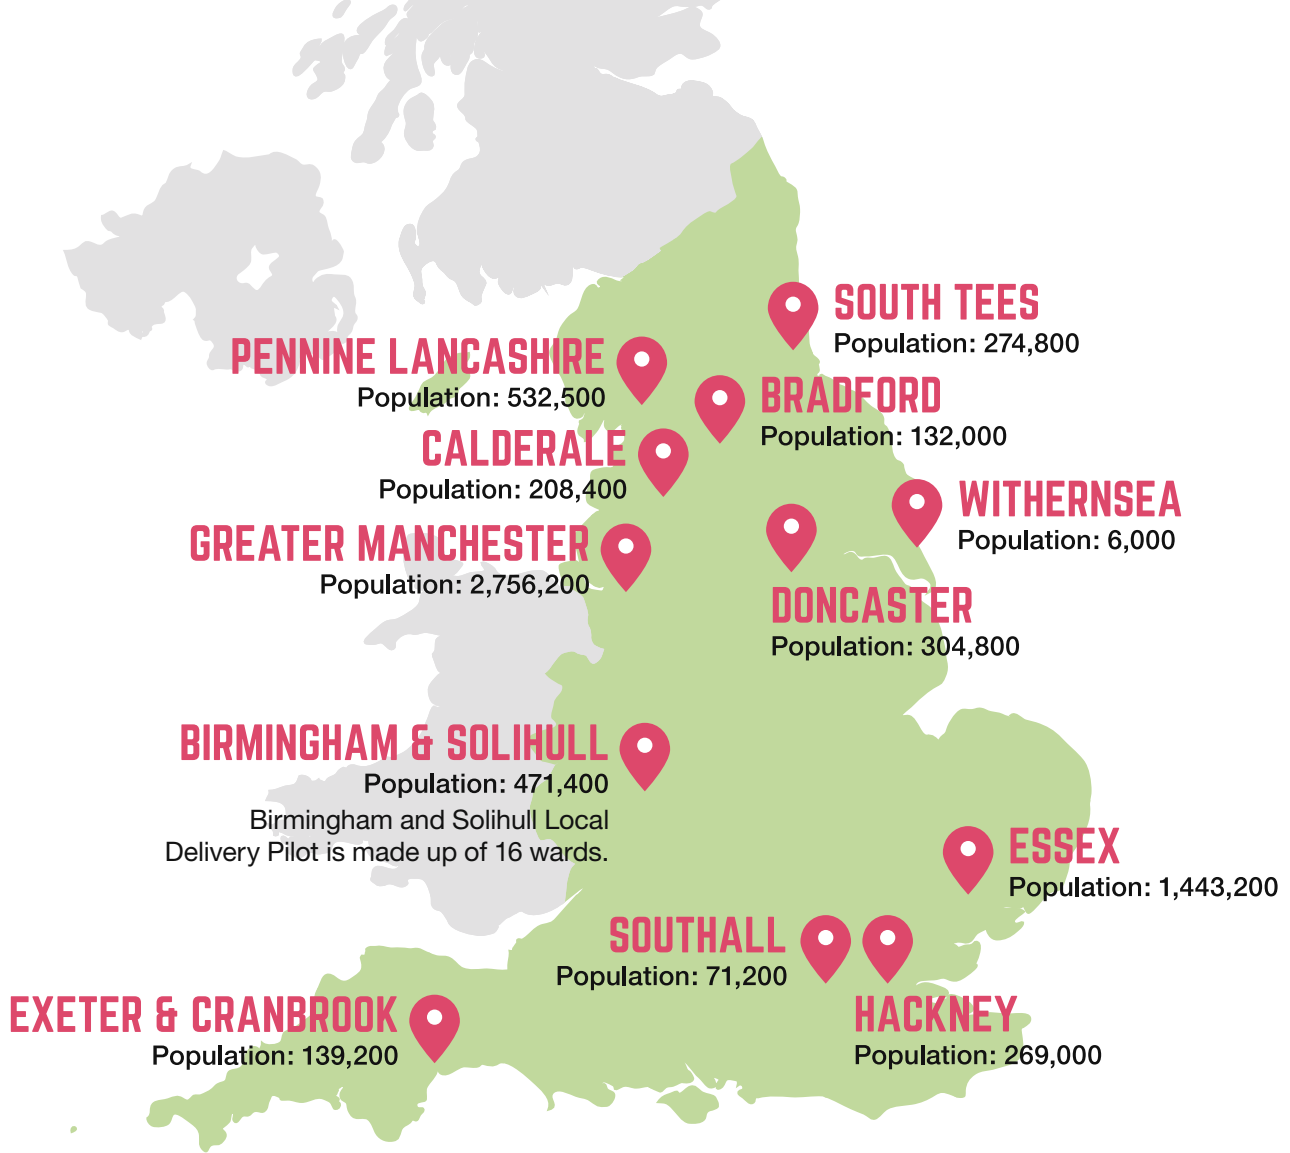 SOUTH TEES
Population: 274,800
PENNINE LANCASHIRE
Population: 532,500
BRADFORD
Population: 132,000
CALDERALE
Population: 208,400
WITHERNSEA
Population: 6,000
GREATER MANCHESTER
Population: 2,756,200
DONCASTER
Population: 304,800
BIRMINGHAM & SOLIHULL
Population: 471,400
Birmingham and Solihull Local
Delivery Pilot is made up of 16 wards.
ESSEX
Population: 1,443,200
SOUTHALL
Population: 71,200
HACKNEY
Population: 269,000
EXETER & CRANBROOK
Population: 139,200